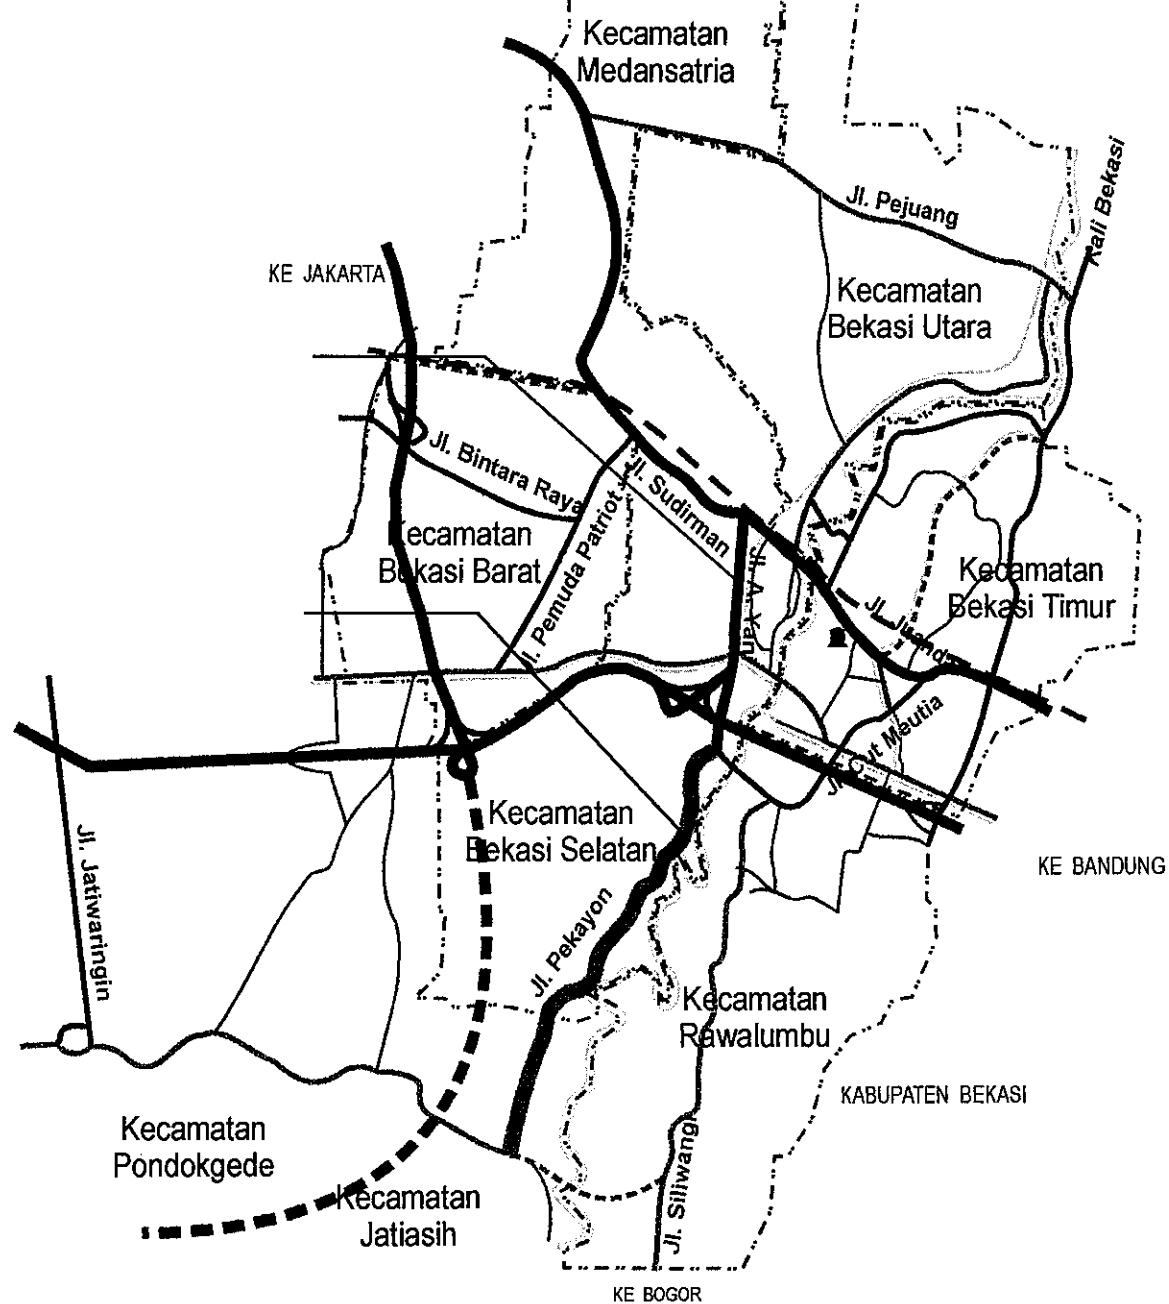 Kecamatan
Medansatria
Kali Bekasi
Jl. Pejuang
KE JAKARTA
Kecamatan
Bekasi Utara
Jl. Bintara Raya
Jl. Sudirman
Kecamatan
Bekasi Barat
Jl. Pemuda Patriot
Jl. A. Yani
Kecamatan
Bekasi Timur
Jl. Juanda
Jl. Cut Meutia
Kecamatan
Bekasi Selatan
Jl. Jatiwaringin
KE BANDUNG
Jl. Pekayon
Kecamatan
Rawalumbu
KABUPATEN BEKASI
Kecamatan
Pondokgede
Kecamatan
Jatiasih
Jl. Siliwangi
KE BOGOR